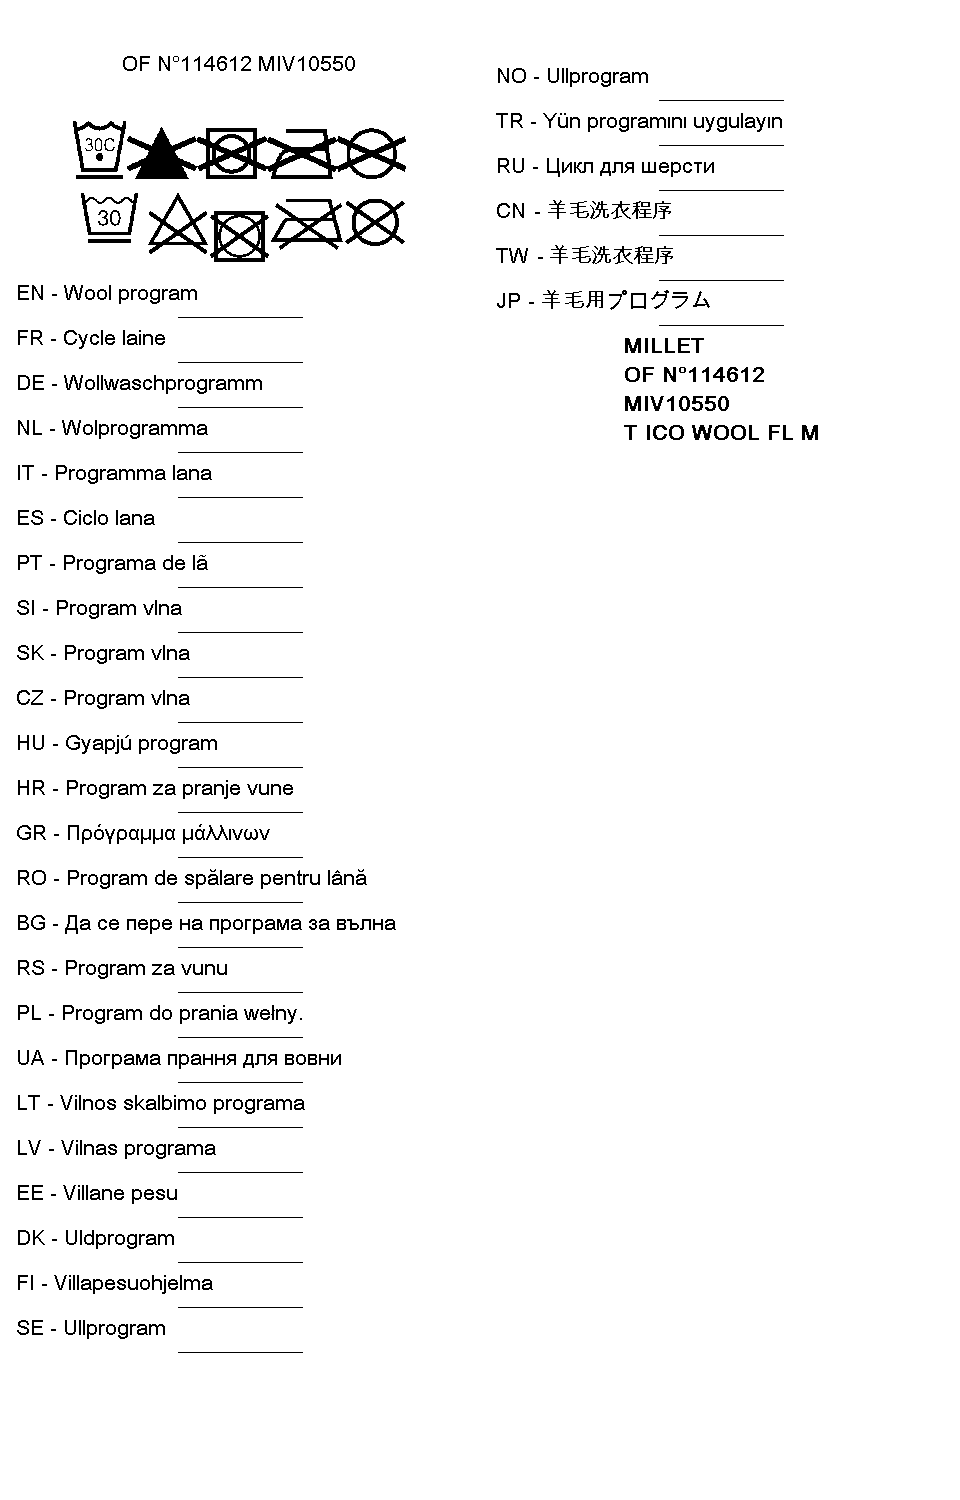 OF N°114612 MIV10550
30C
30
EN - Wool program
FR - Cycle laine
DE - Wollwaschprogramm
NL - Wolprogramma
IT - Programma lana
ES - Ciclo lana
PT - Programa de lã
SI - Program vlna
SK - Program vlna
CZ - Program vlna
HU - Gyapjú program
HR - Program za pranje vune
GR - Πρόγραμμα μάλλινων
RO - Program de spălare pentru lână
BG - Да се пере на програма за вълна
RS - Program za vunu
PL - Program do prania wełny.
UA - Програма прання для вовни
LT - Vilnos skalbimo programa
LV - Vilnas programa
EE - Villane pesu
DK - Uldprogram
FI - Villapesuohjelma
SE - Ullprogram
NO - Ullprogram
TR - Yün programını uygulayın
RU - Цикл для шерсти
CN - 羊毛洗衣程序
TW - 羊毛洗衣程序
JP - 羊毛用プログラム
MILLET
OF N°114612
MIV10550
T ICO WOOL FL M